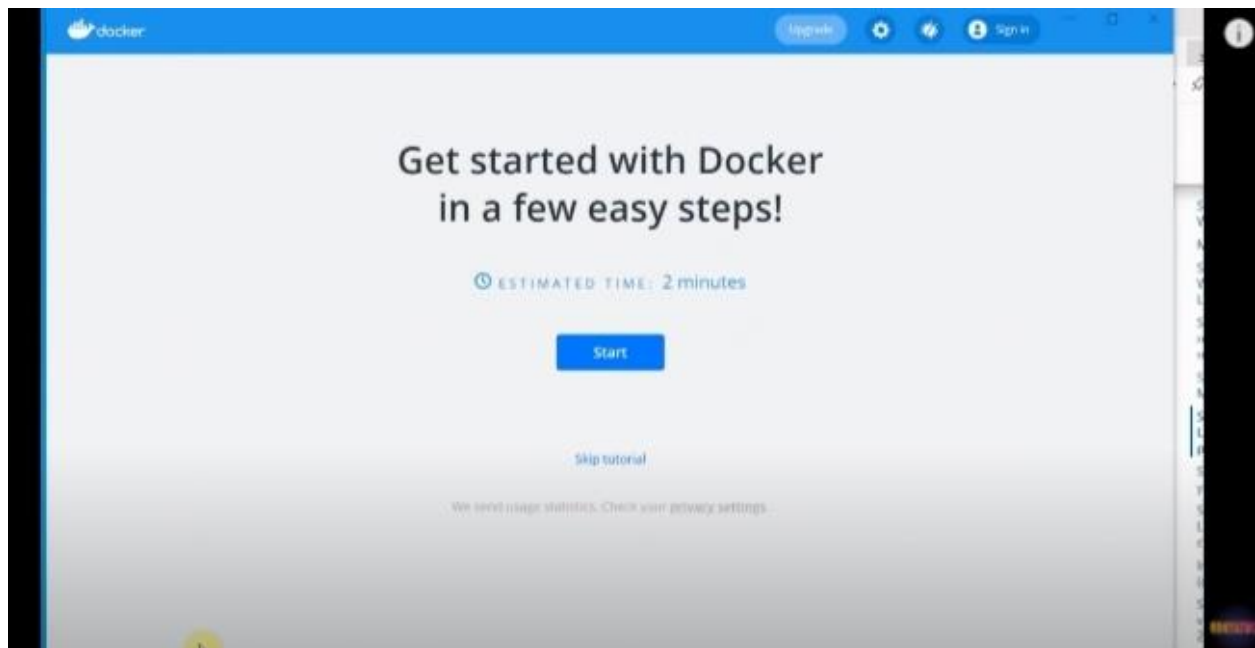 docker
Upgrade
Sign in
Get started with Docker
in a few easy steps!
ESTIMATED TIME: 2 minutes
Start
Skip tutorial
We send usage statistics. Check your privacy settings